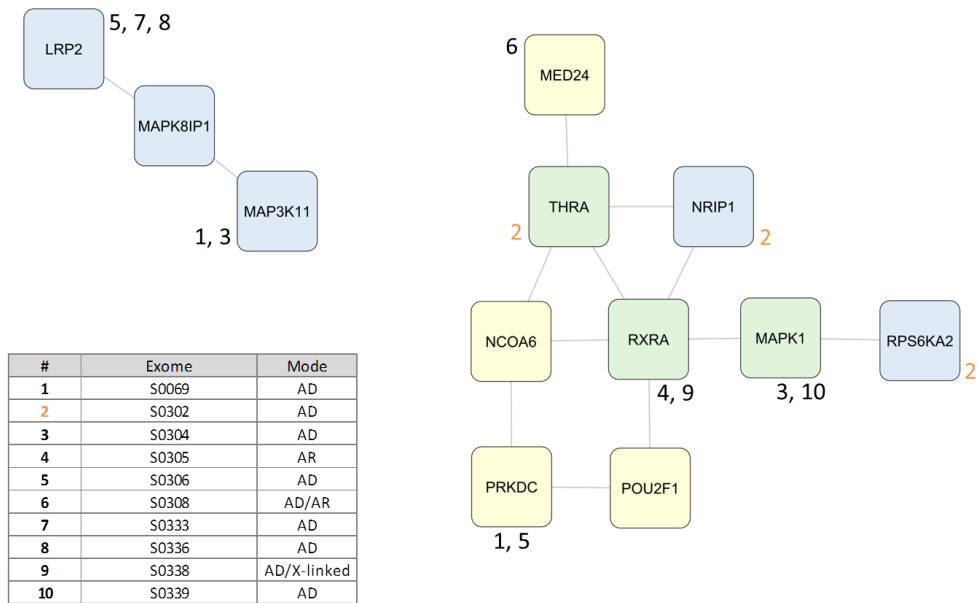 5, 7, 8
LRP2
MAPK8IP1
MAP3K11
1, 3
6
MED24
THRA
NRIP1
2
2
NCOA6
RXRA
MAPK1
RPS6KA2
2
4, 9
3, 10
PRKDC
POU2F1
1, 5
# Exome Mode
1 S0069 AD
2 S0302 AD
3 S0304 AD
4 S0305 AR
5 S0306 AD
6 S0308 AD/AR
7 S0333 AD
8 S0336 AD
9 S0338 AD/X-linked
10 S0339 AD